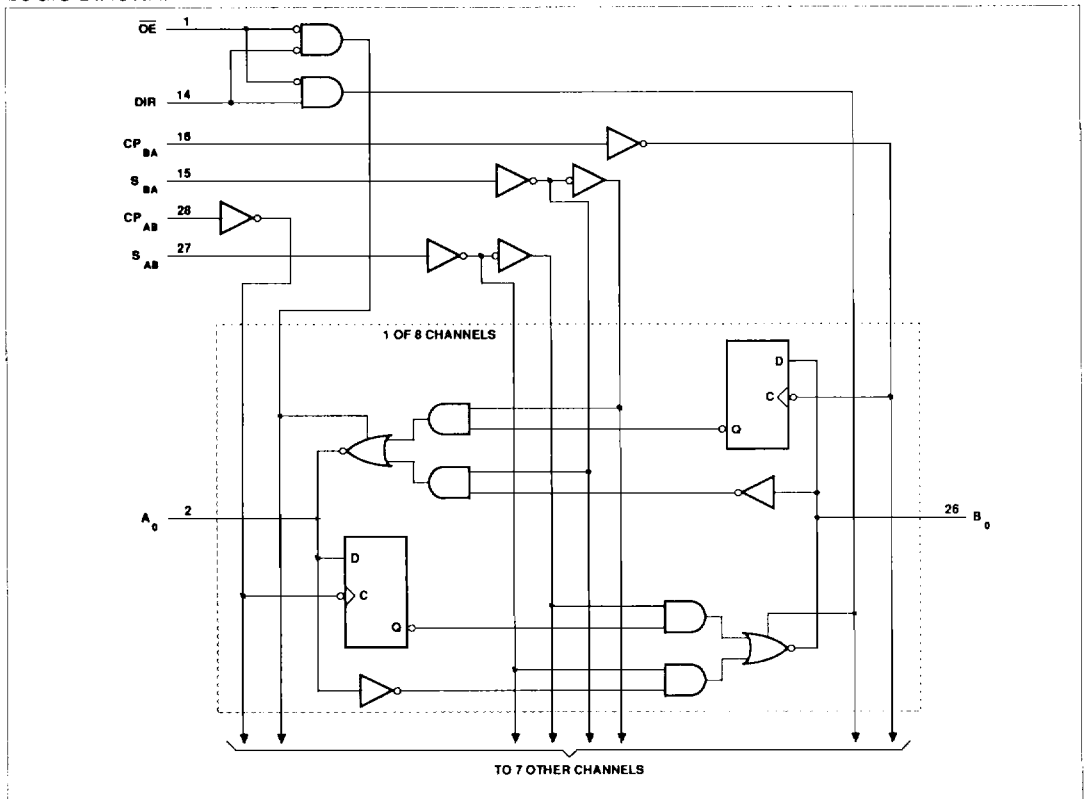 OE 1
DIR 14
CP BA 16
S BA 15
CP AB 28
S AB 27
1 OF 8 CHANNELS
D
C
Q
A 0 2
26 B 0
D
C
Q
TO 7 OTHER CHANNELS